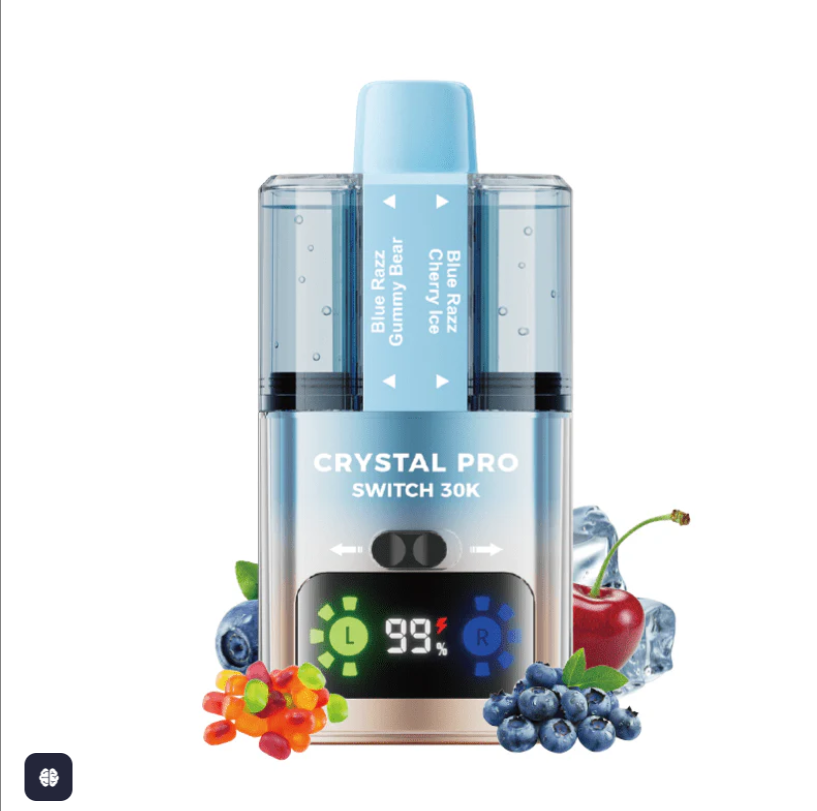 Blue Razz
Gummy Bear
Blue Razz
Cherry Ice
CRYSTAL PRO
SWITCH 30K
L
99%
R